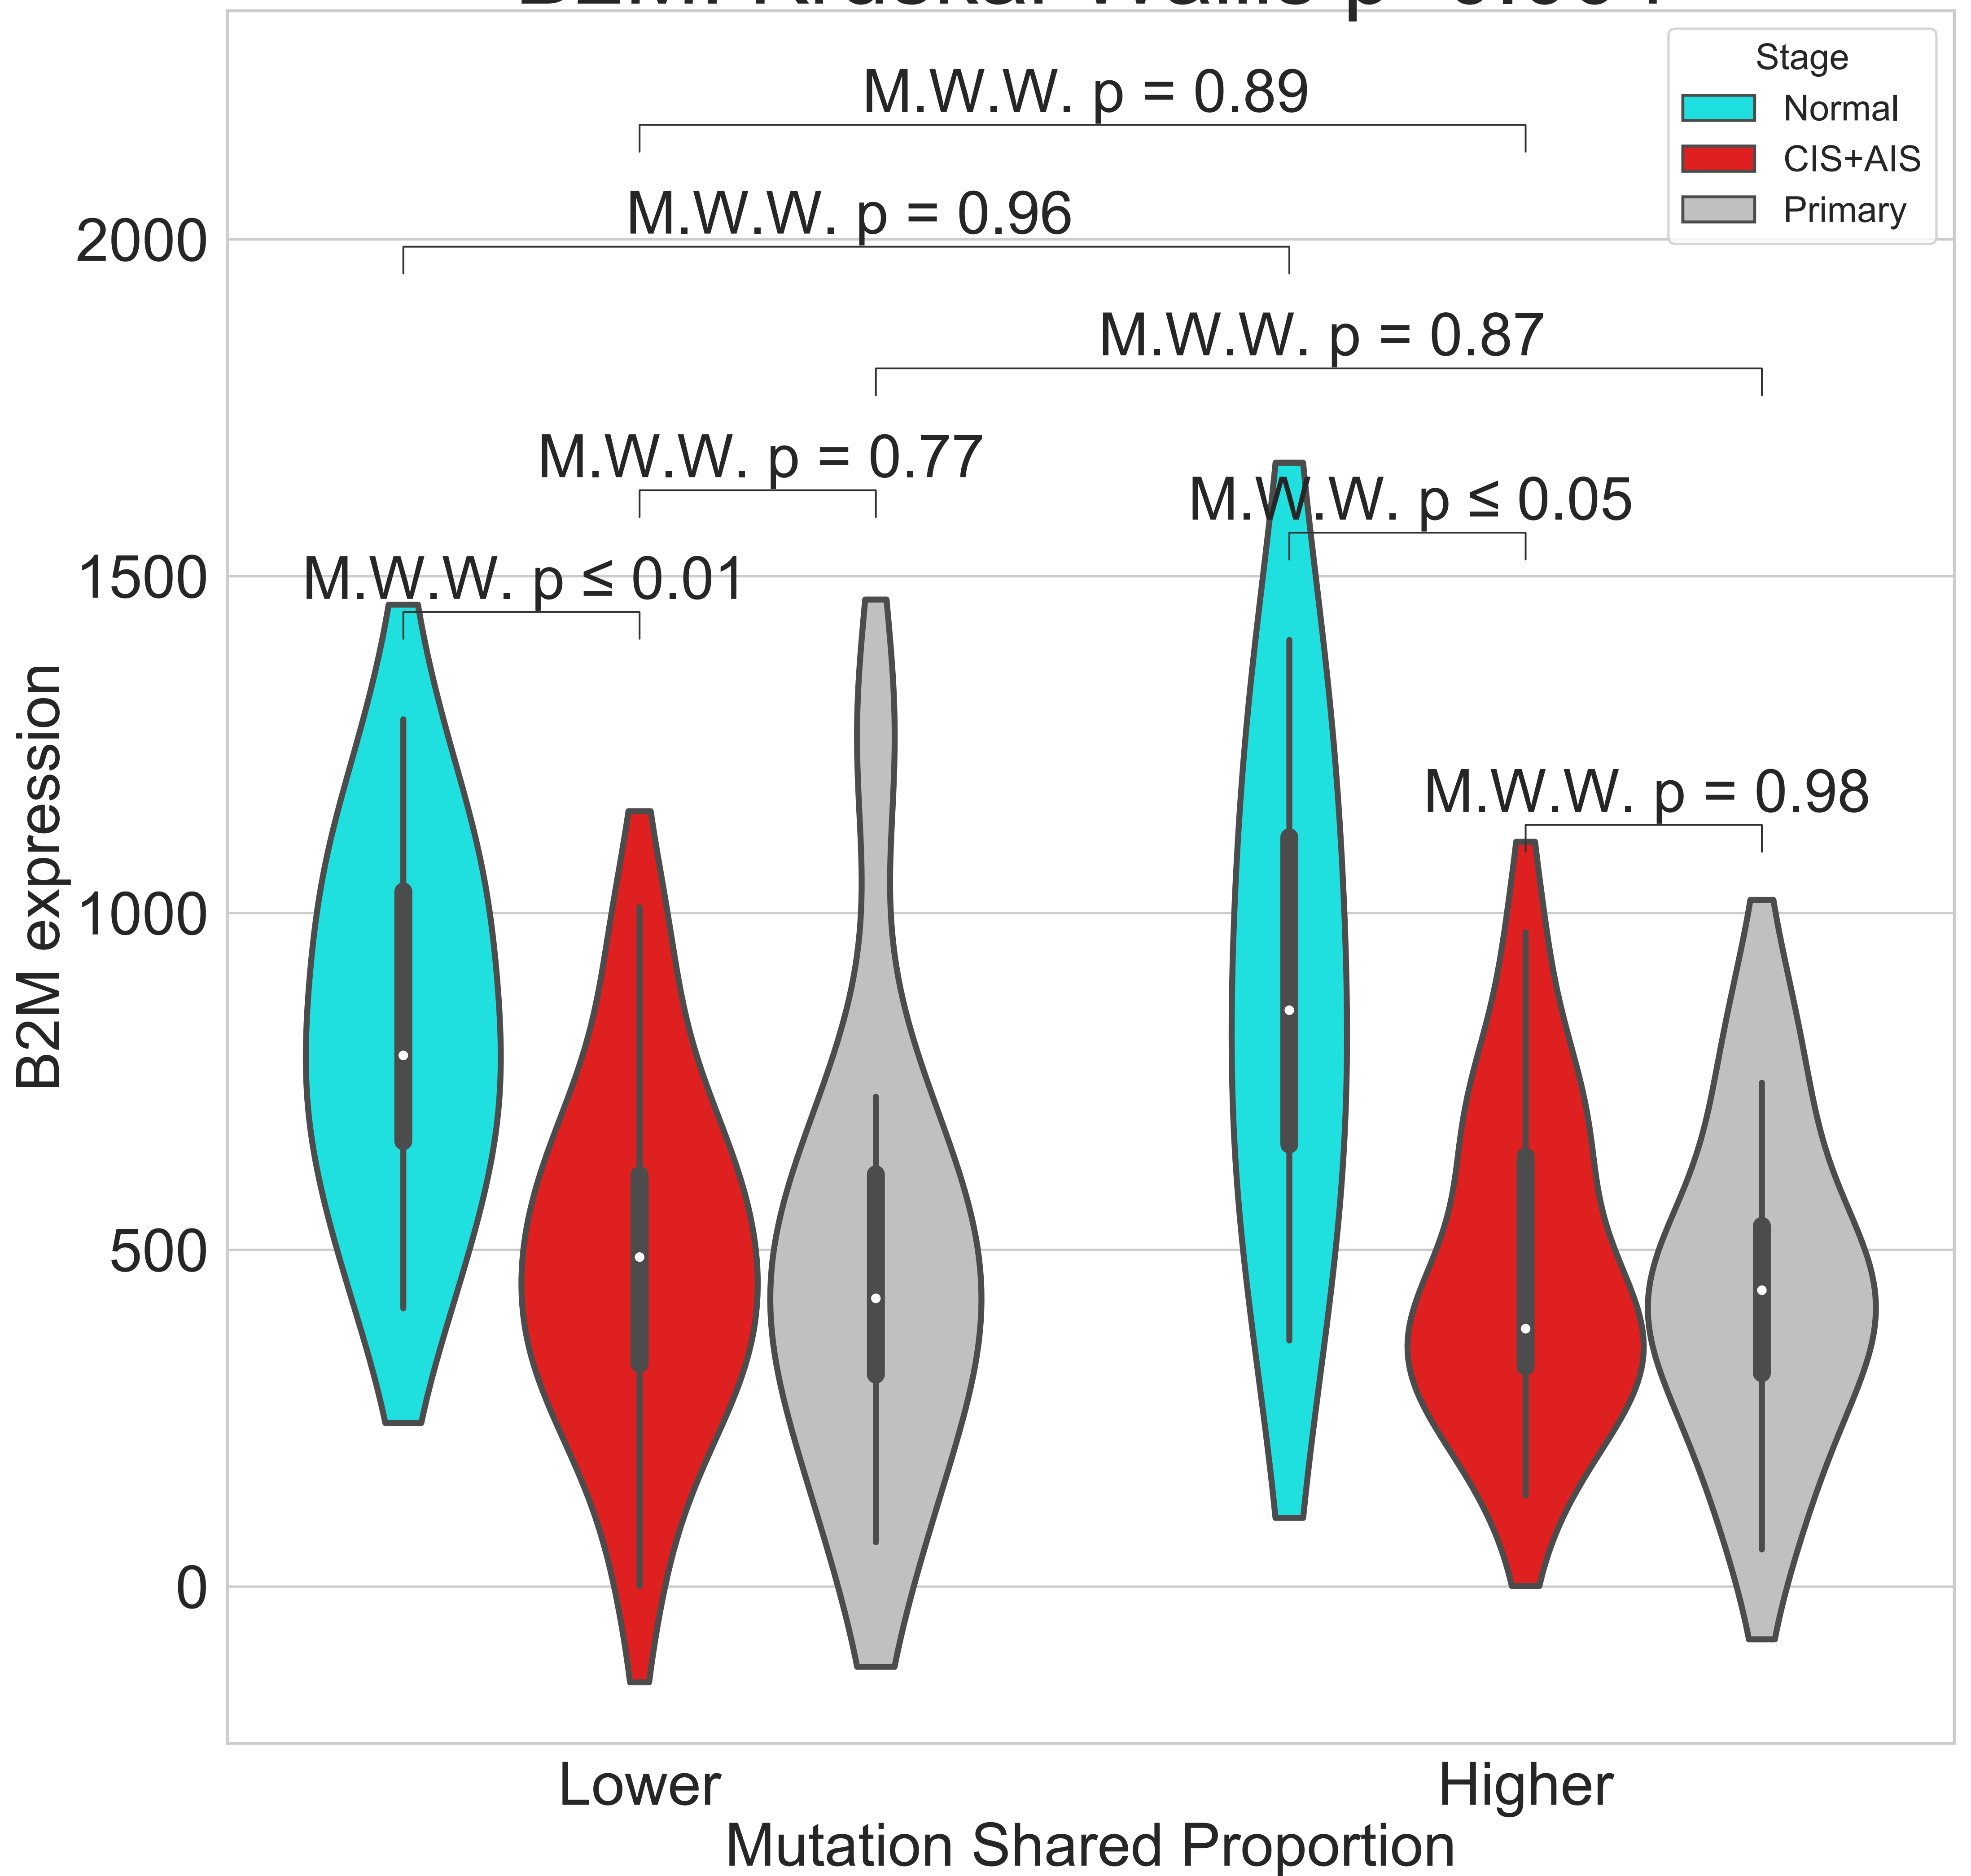 Stage
Normal
CIS+AIS
Primary
M.W.W. p = 0.89
M.W.W. p = 0.96
M.W.W. p = 0.87
M.W.W. p = 0.77
M.W.W. p ≤ 0.05
M.W.W. p ≤ 0.01
M.W.W. p = 0.98
2000
1500
1000
500
0
B2M expression
Lower
Higher
Mutation Shared Proportion